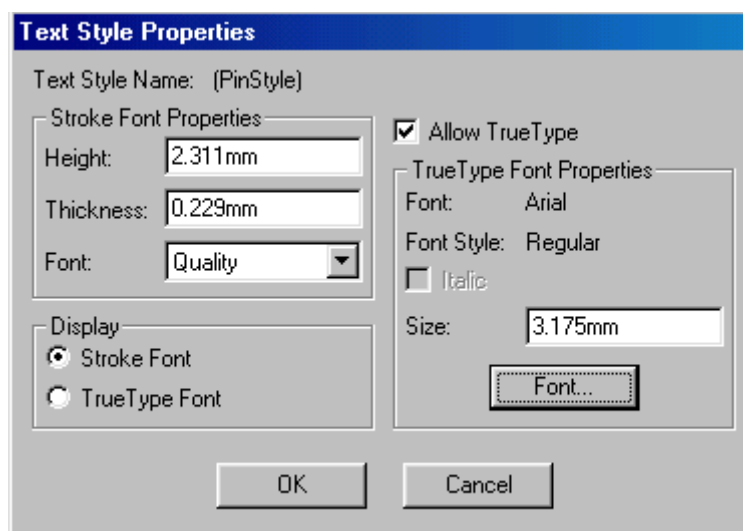 Text Style Properties
Text Style Name: (PinStyle)
Stroke Font Properties
Height: 2.311mm
Thickness: 0.229mm
Font: Quality
Display
Stroke Font
TrueType Font
Allow TrueType
TrueType Font Properties
Font: Arial
Font Style: Regular
Italic
Size: 3.175mm
Font...
OK
Cancel